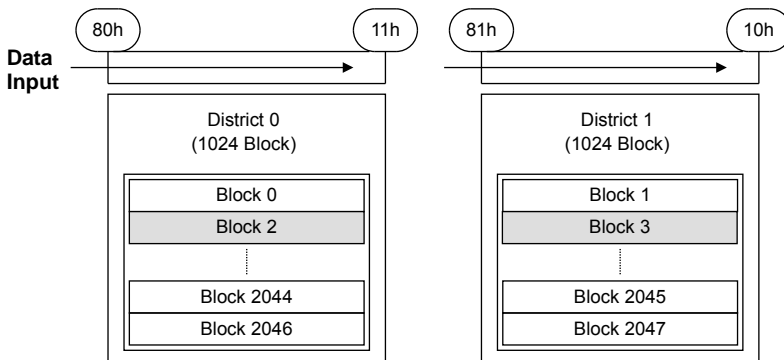 80h
11h
81h
10h
Data
Input
District 0
(1024 Block)
Block 0
Block 2
Block 2044
Block 2046
District 1
(1024 Block)
Block 1
Block 3
Block 2045
Block 2047